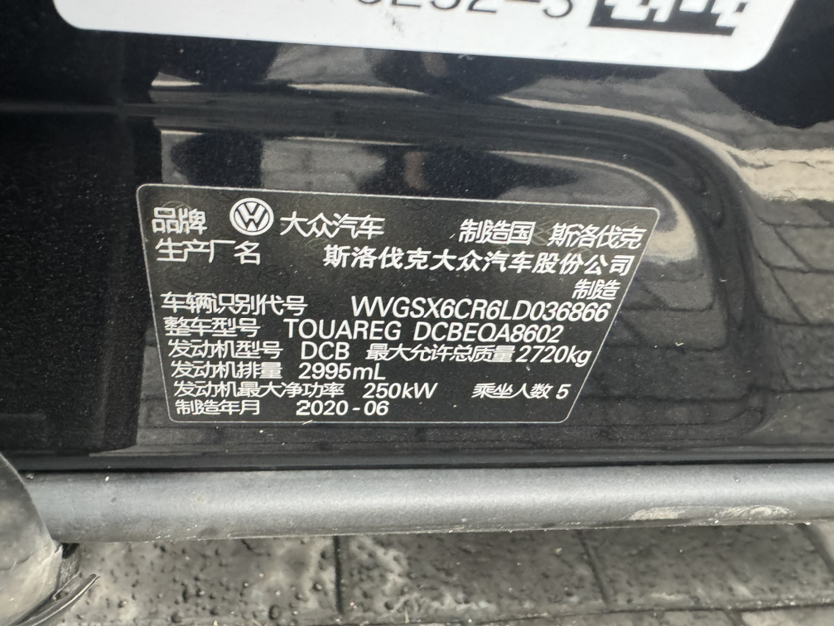 品牌 大众汽车 制造国 斯洛伐克
生产厂名 斯洛伐克大众汽车股份公司
制造
车辆识别代号 WVGSX6CR6LD036866
整车型号 TOUAREG DCBEQA8602
发动机型号 DCB 最大允许总质量 2720kg
发动机排量 2995mL
发动机最大净功率 250kW 乘坐人数 5
制造年月 2020-06